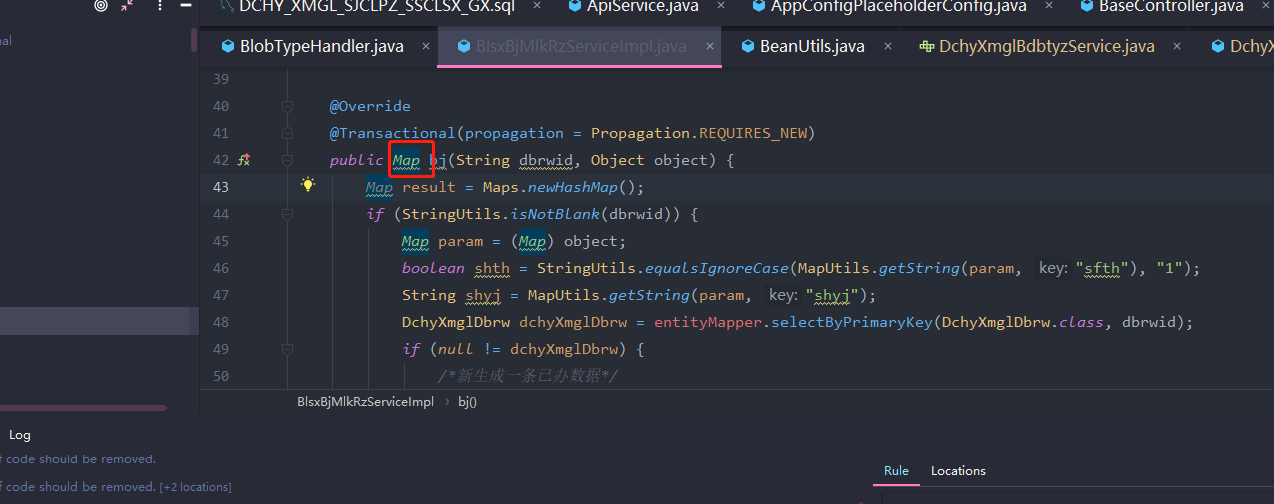 DCHY_XMGL_SJCLPZ_SSCLSX_GX.sql × ApiService.java × AppConfigPlaceholderConfig.java × BaseController.java ×
BlobTypeHandler.java × BlsxBjMlkRzServiceImpl.java × BeanUtils.java × DchyXmglBdbtyzService.java × DchyX
nal
39
40 @Override
41 @Transactional(propagation = Propagation.REQUIRES_NEW)
42 public Map bj(String dbrwid, Object object) {
43 Map result = Maps.newHashMap();
44 if (StringUtils.isNotBlank(dbrwid)) {
45 Map param = (Map) object;
46 boolean shth = StringUtils.equalsIgnoreCase(MapUtils.getString(param, key: "sfth"), "1");
47 String shyj = MapUtils.getString(param, key: "shyj");
48 DchyXmglDbrw dchyXmglDbrw = entityMapper.selectByPrimaryKey(DchyXmglDbrw.class, dbrwid);
49 if (null != dchyXmglDbrw) {
50 /*新生成一条已办数据*/
BlsxBjMlkRzServiceImpl › bj()
Log
f code should be removed.
f code should be removed. [+2 locations]
Rule Locations